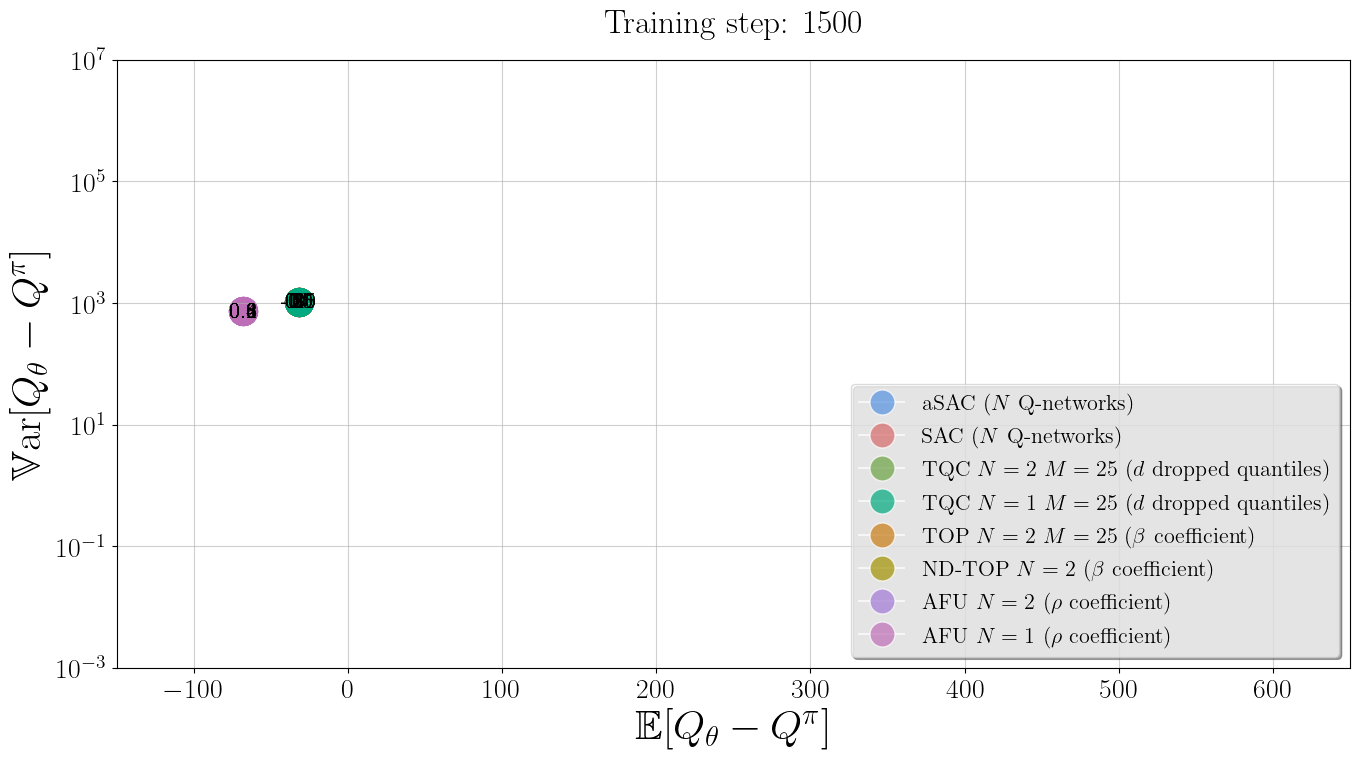 Training step: 1500
10^7
10^5
10^3
10^1
10^−1
10^−3
𝕍ar[Q_θ − Q^π]
−100 0 100 200 300 400 500 600
𝔼[Q_θ − Q^π]
aSAC (N Q-networks)
SAC (N Q-networks)
TQC N = 2 M = 25 (d dropped quantiles)
TQC N = 1 M = 25 (d dropped quantiles)
TOP N = 2 M = 25 (β coefficient)
ND-TOP N = 2 (β coefficient)
AFU N = 2 (ρ coefficient)
AFU N = 1 (ρ coefficient)